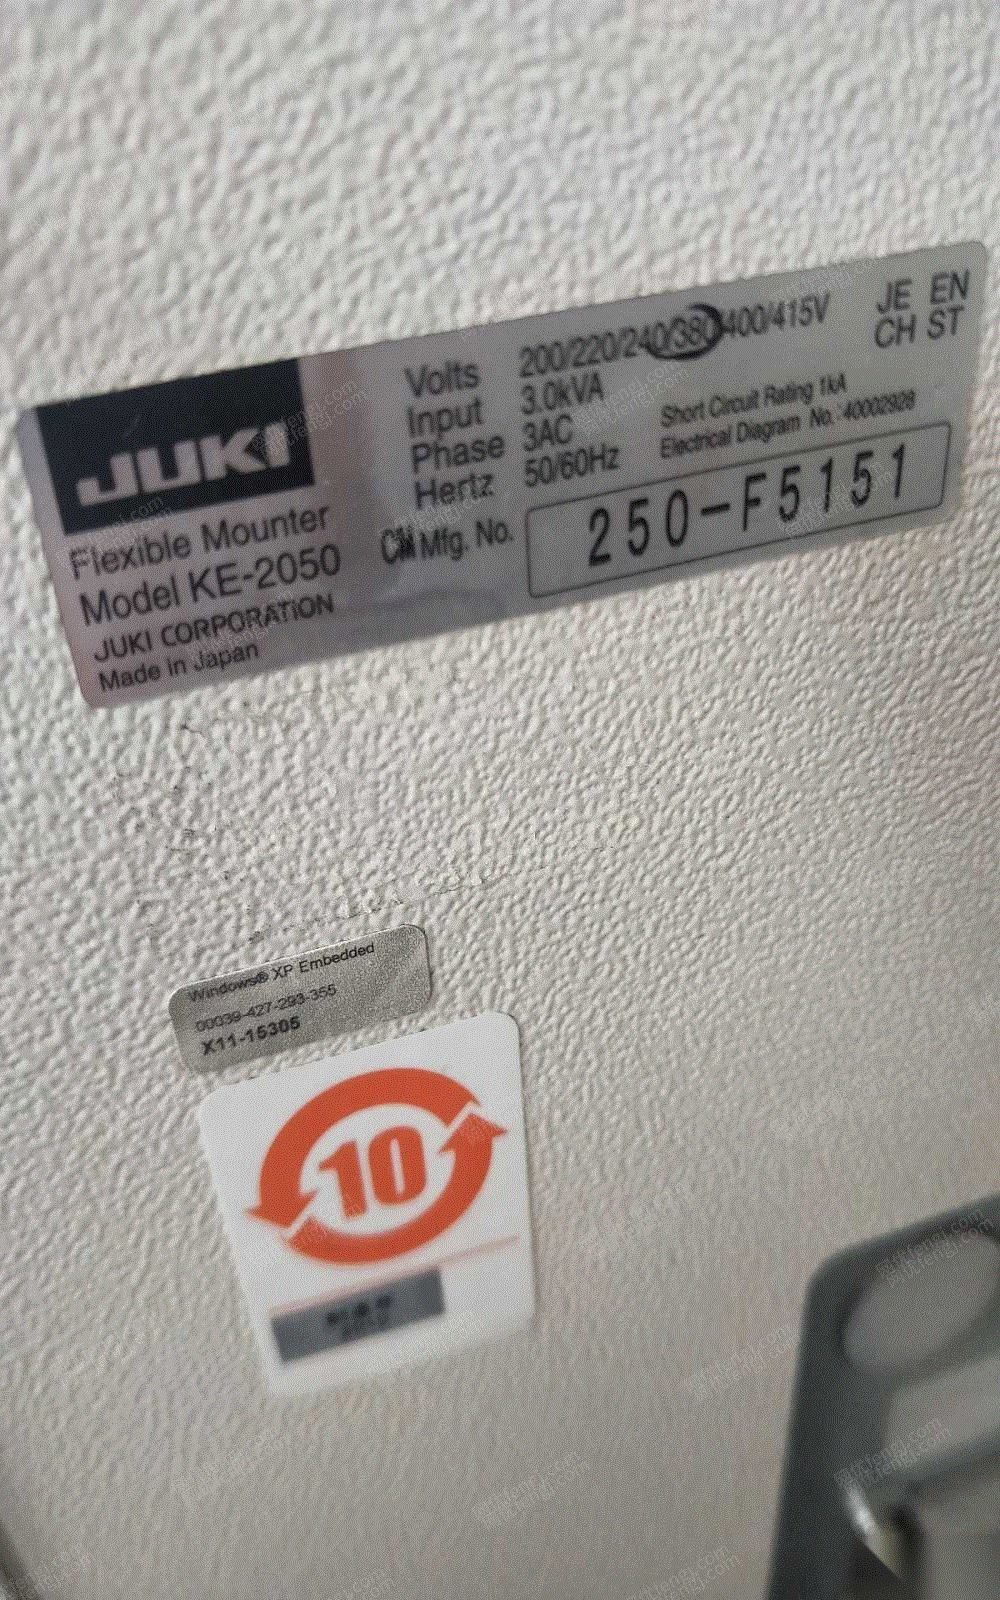 JUKI
Flexible Mounter
Model KE-2050
JUKI CORPORATION
Made in Japan
Volts 200/220/240/380/400/415V
Input 3.0kVA
Phase 3AC
Hertz 50/60Hz
Short Circuit Rating 1kA
Electrical Diagram No. 40002928
JE EN
CH ST
Mfg. No. 250-F5151
Windows® XP Embedded
00039-427-293-355
X11-15305
10